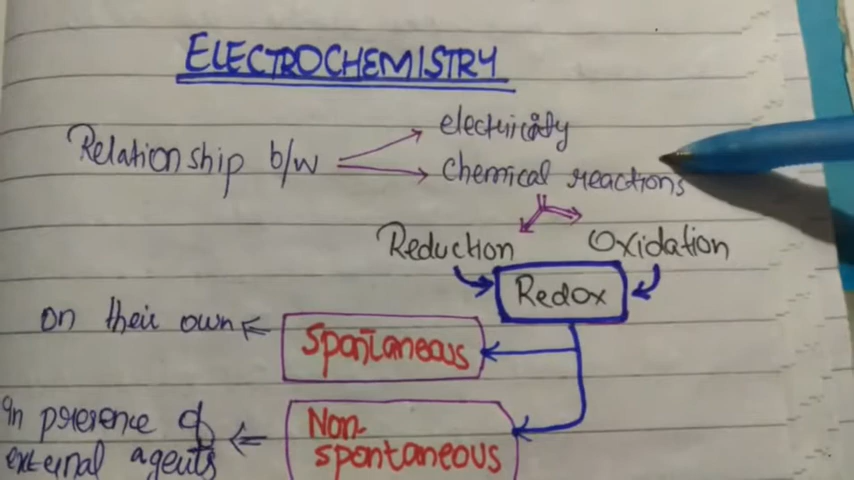 ELECTROCHEMISTRY
Relationship b/w
electricity
chemical reactions
Reduction Oxidation
Redox
on their own
Spontaneous
In presence of
external agents
Non-
spontaneous